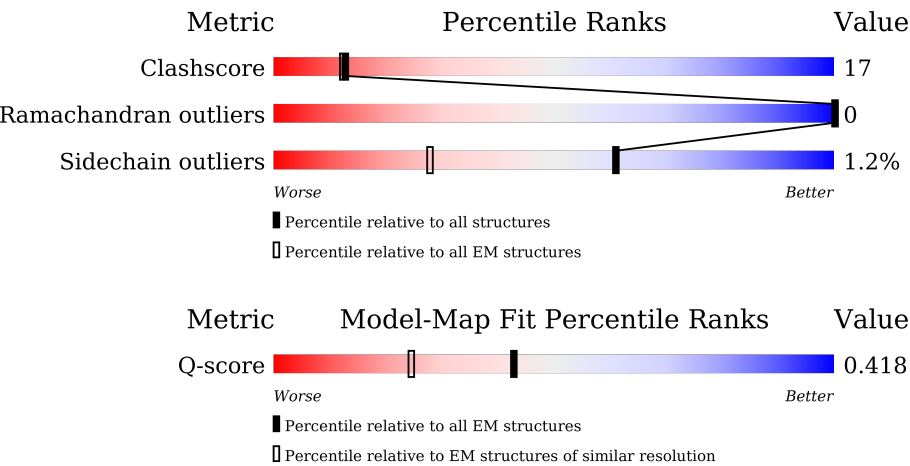 Metric Percentile Ranks Value
Clashscore 17
Ramachandran outliers 0
Sidechain outliers 1.2%
Worse Better
Percentile relative to all structures
Percentile relative to all EM structures
Metric Model-Map Fit Percentile Ranks Value
Q-score 0.418
Worse Better
Percentile relative to all EM structures
Percentile relative to EM structures of similar resolution